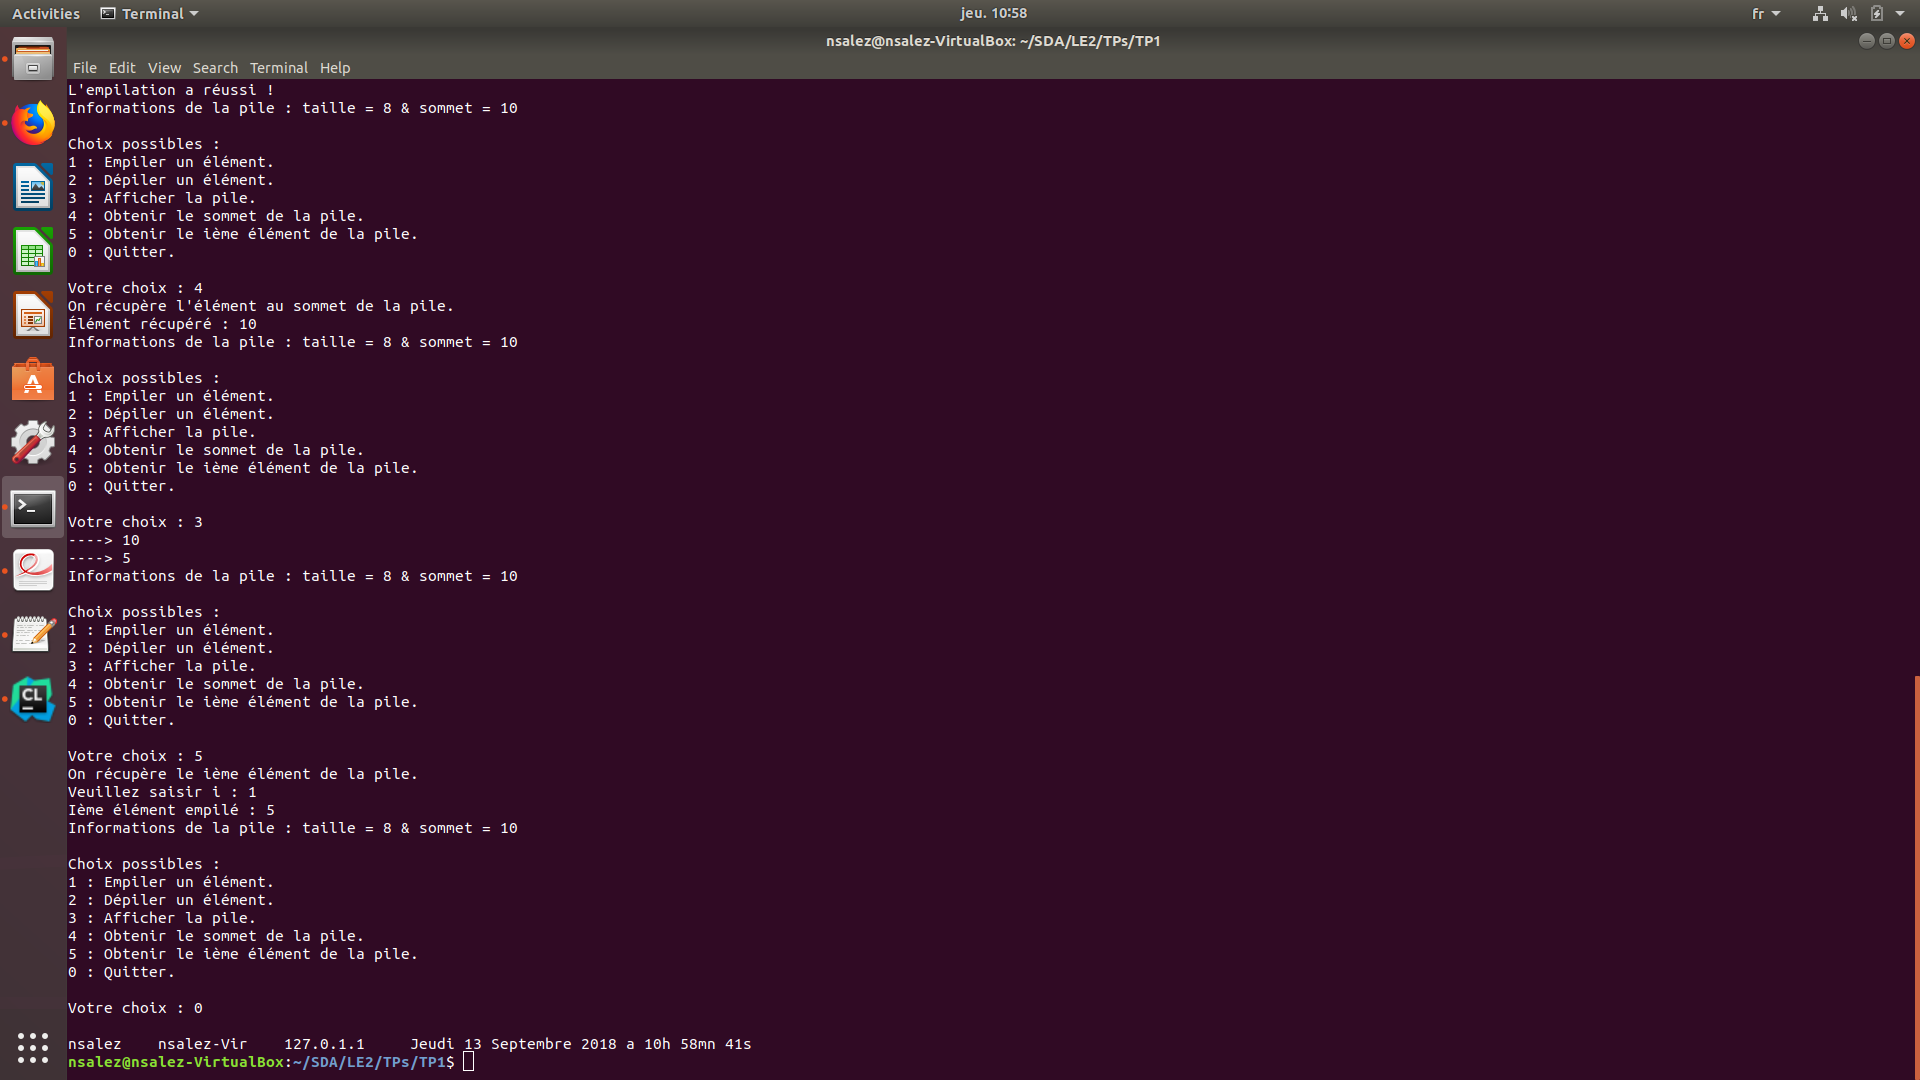 Activities Terminal jeu. 10:58 fr
nsalez@nsalez-VirtualBox: ~/SDA/LE2/TPs/TP1
File Edit View Search Terminal Help
L'empilation a réussi !
Informations de la pile : taille = 8 & sommet = 10
Choix possibles :
1 : Empiler un élément.
2 : Dépiler un élément.
3 : Afficher la pile.
4 : Obtenir le sommet de la pile.
5 : Obtenir le ième élément de la pile.
0 : Quitter.
Votre choix : 4
On récupère l'élément au sommet de la pile.
Élément récupéré : 10
Informations de la pile : taille = 8 & sommet = 10
Choix possibles :
1 : Empiler un élément.
2 : Dépiler un élément.
3 : Afficher la pile.
4 : Obtenir le sommet de la pile.
5 : Obtenir le ième élément de la pile.
0 : Quitter.
Votre choix : 3
----> 10
----> 5
Informations de la pile : taille = 8 & sommet = 10
Choix possibles :
1 : Empiler un élément.
2 : Dépiler un élément.
3 : Afficher la pile.
4 : Obtenir le sommet de la pile.
5 : Obtenir le ième élément de la pile.
0 : Quitter.
Votre choix : 5
On récupère le ième élément de la pile.
Veuillez saisir i : 1
Ième élément empilé : 5
Informations de la pile : taille = 8 & sommet = 10
Choix possibles :
1 : Empiler un élément.
2 : Dépiler un élément.
3 : Afficher la pile.
4 : Obtenir le sommet de la pile.
5 : Obtenir le ième élément de la pile.
0 : Quitter.
Votre choix : 0
nsalez nsalez-Vir 127.0.1.1 Jeudi 13 Septembre 2018 a 10h 58mn 41s
nsalez@nsalez-VirtualBox:~/SDA/LE2/TPs/TP1$
CL